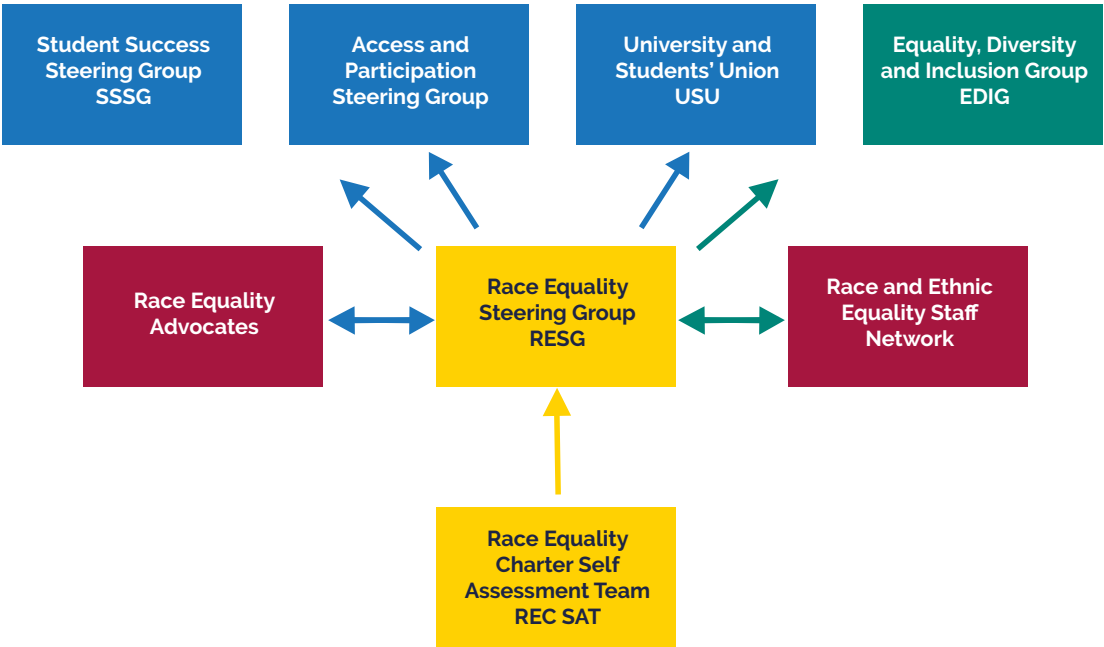 Student Success
Steering Group
SSSG
Access and
Participation
Steering Group
University and
Students’ Union
USU
Equality, Diversity
and Inclusion Group
EDIG
Race Equality
Advocates
Race Equality
Steering Group
RESG
Race and Ethnic
Equality Staff
Network
Race Equality
Charter Self
Assessment Team
REC SAT